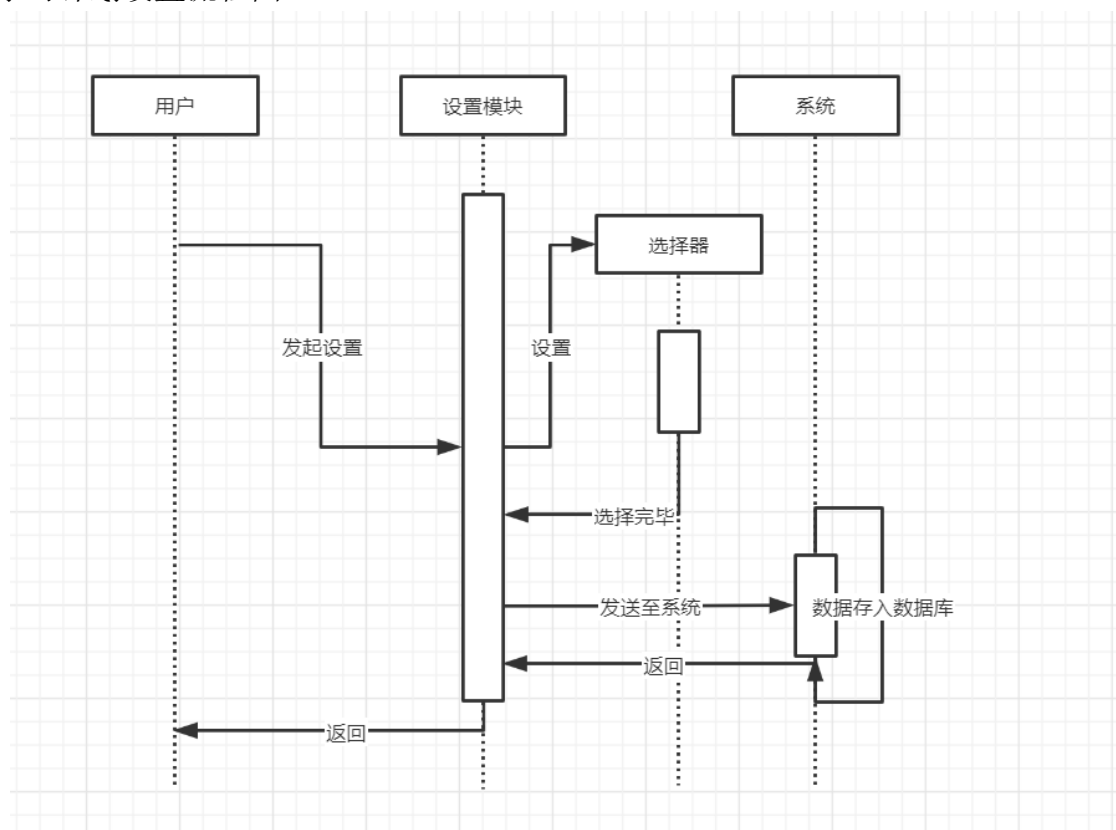 用户
设置模块
系统
选择器
发起设置
设置
选择完毕
发送至系统
数据存入数据库
返回
返回